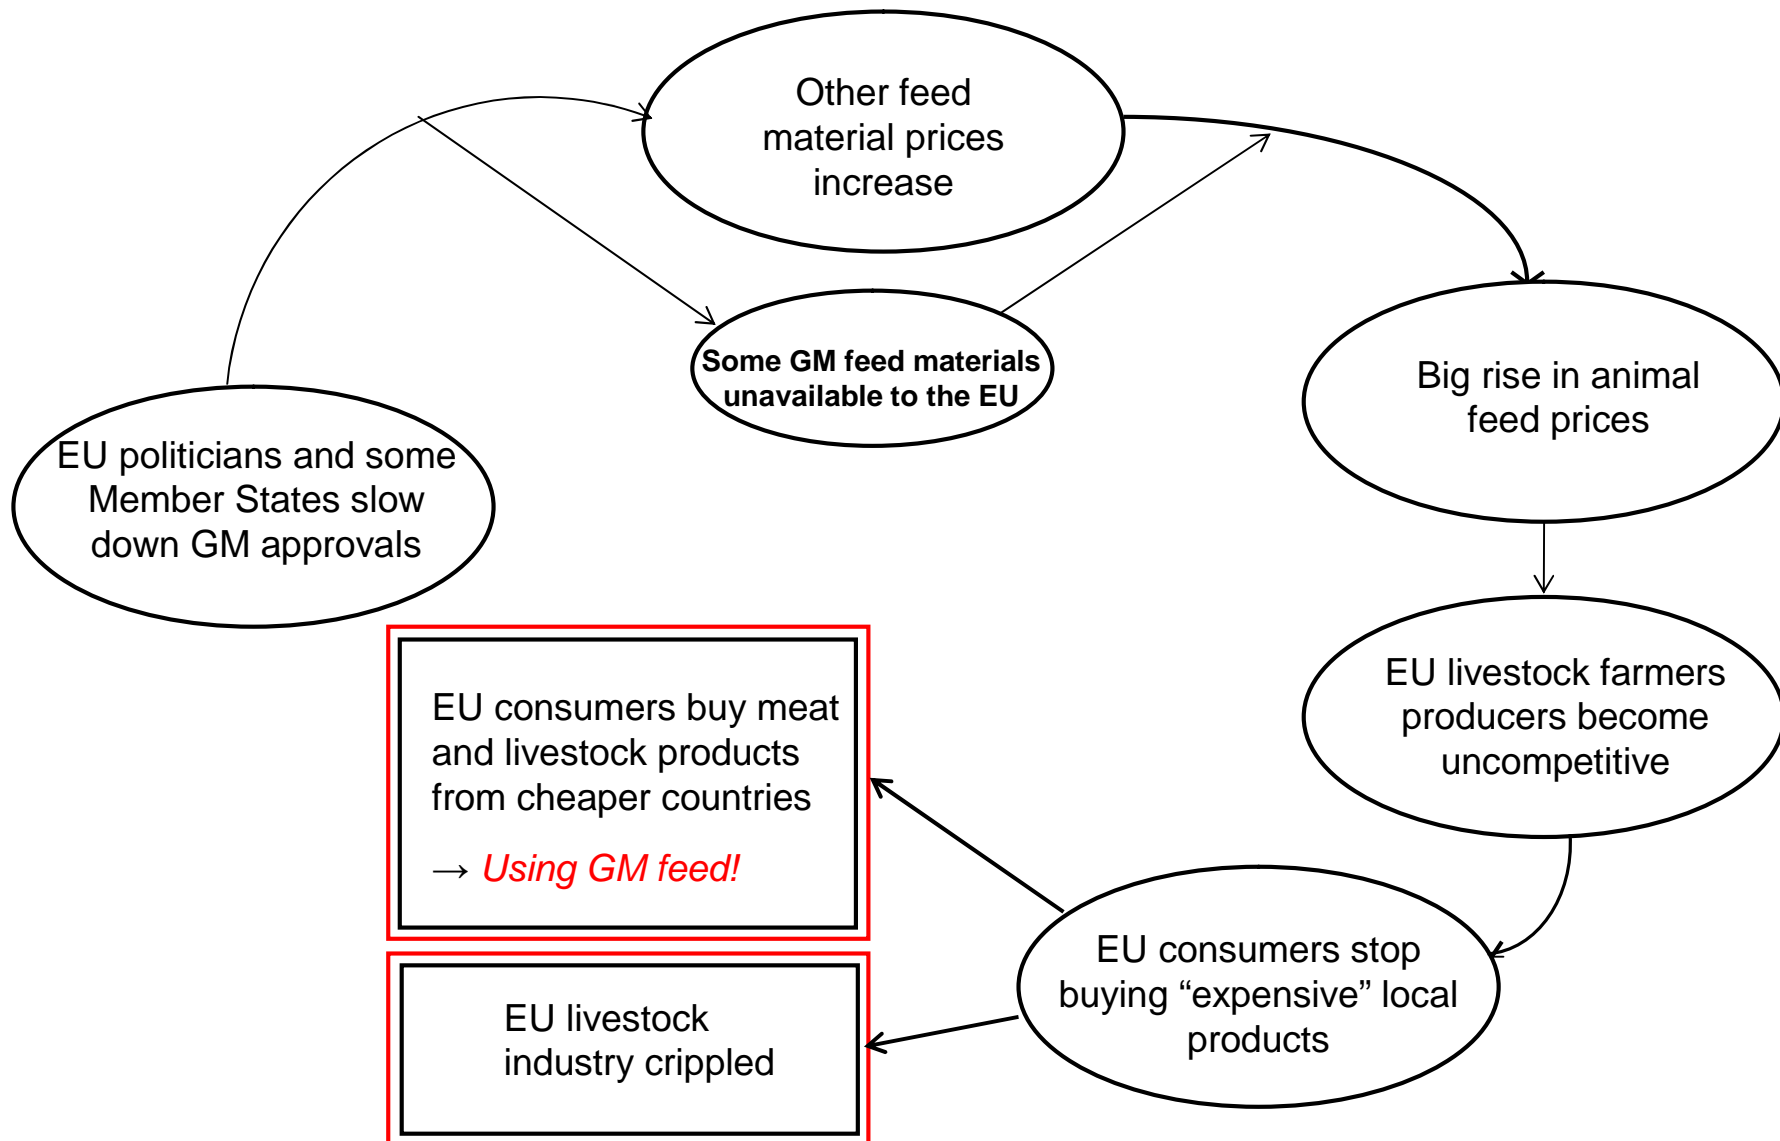 Other feed
material prices
increase
Some GM feed materials
unavailable to the EU
Big rise in animal
feed prices
EU politicians and some
Member States slow
down GM approvals
EU livestock farmers
producers become
uncompetitive
EU consumers buy meat
and livestock products
from cheaper countries
→ Using GM feed!
EU consumers stop
buying “expensive” local
products
EU livestock
industry crippled